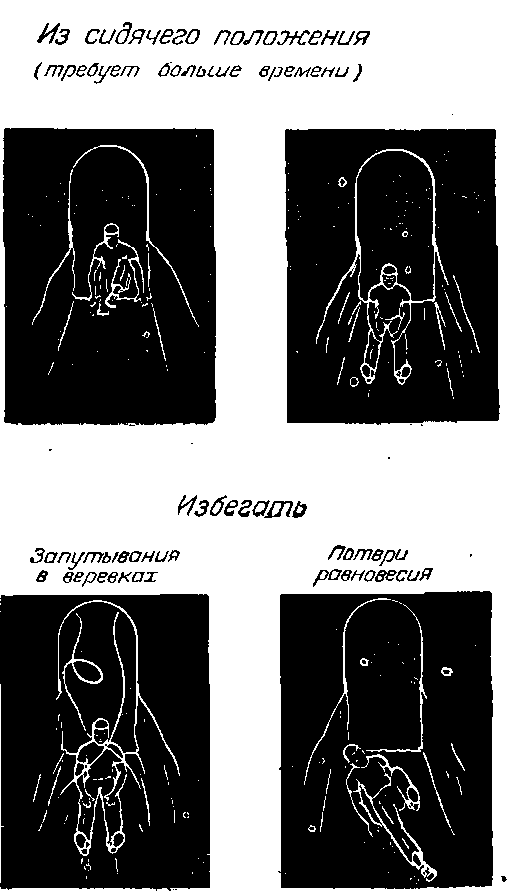 Из сидячего положения
(требует больше времени)
Избегать
Запутывания
в веревках
Потери
равновесия